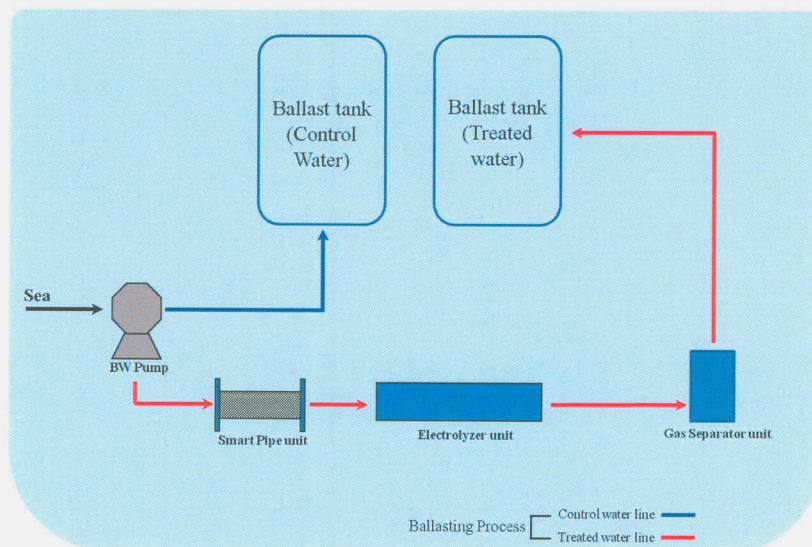 Ballast tank
(Control
Water)
Ballast tank
(Treated
water)
Sea
BW Pump
Smart Pipe unit
Electrolyzer unit
Gas Separator unit
Ballasting Process
Control water line
Treated water line